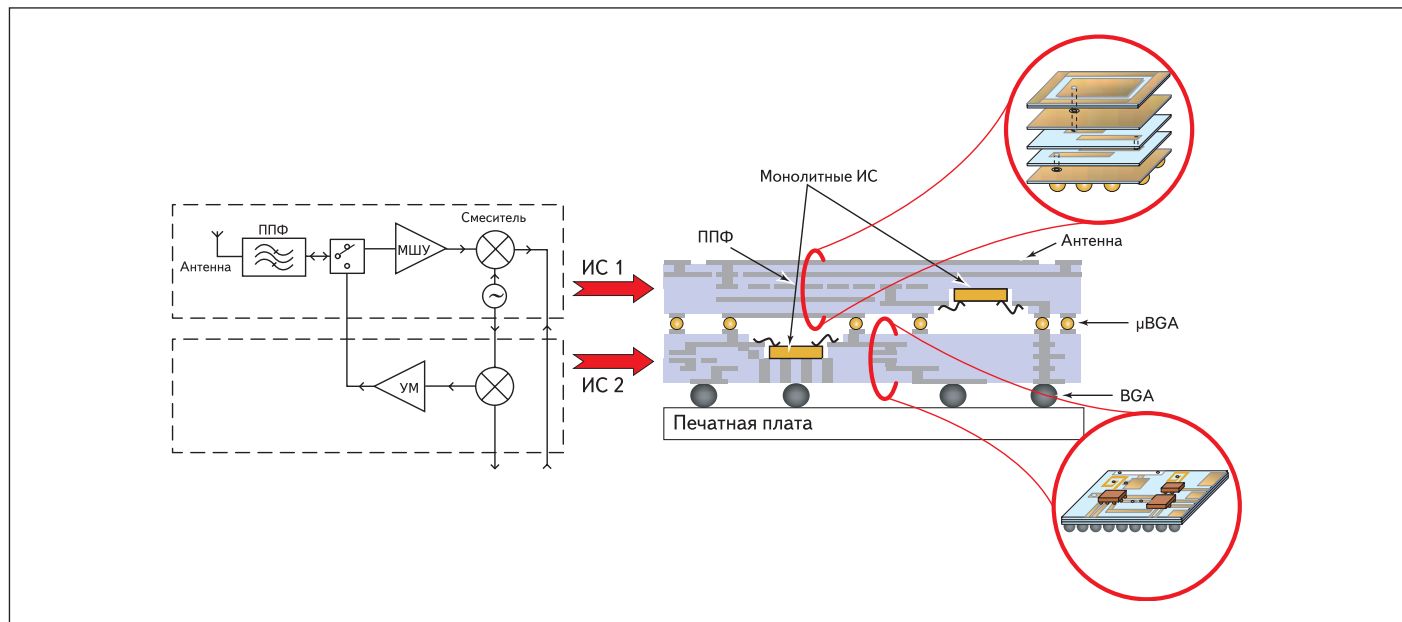 ППФ
Антенна
МШУ
Смеситель
УМ
ИС 1
ИС 2
Монолитные ИС
ППФ
Антенна
µBGA
BGA
Печатная плата